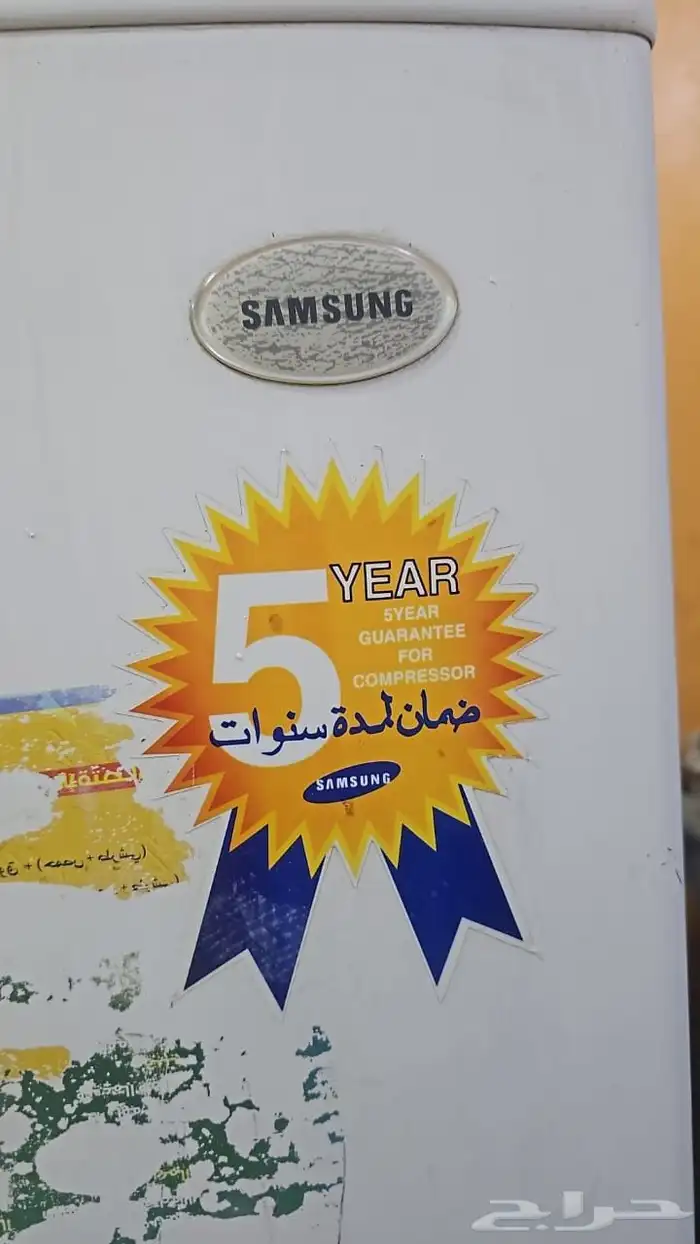 SAMSUNG
5 YEAR
5YEAR
GUARANTEE
FOR
COMPRESSOR
ضمان لمدة سنوات
SAMSUNG
حراج